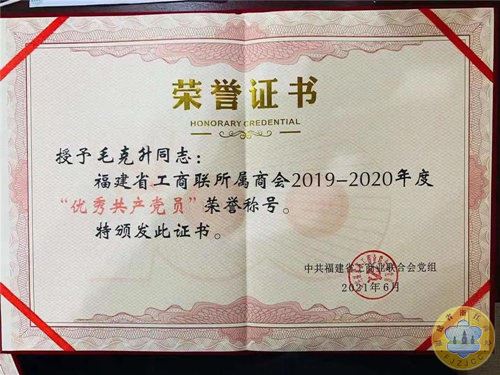 荣誉证书
HONORARY CREDENTIAL
授予毛克升同志：
福建省工商联所属商会2019-2020年度
“优秀共产党员”荣誉称号。
特颁发此证书。
中共福建省工商业联合会党组
2021年6月
FJZJCC